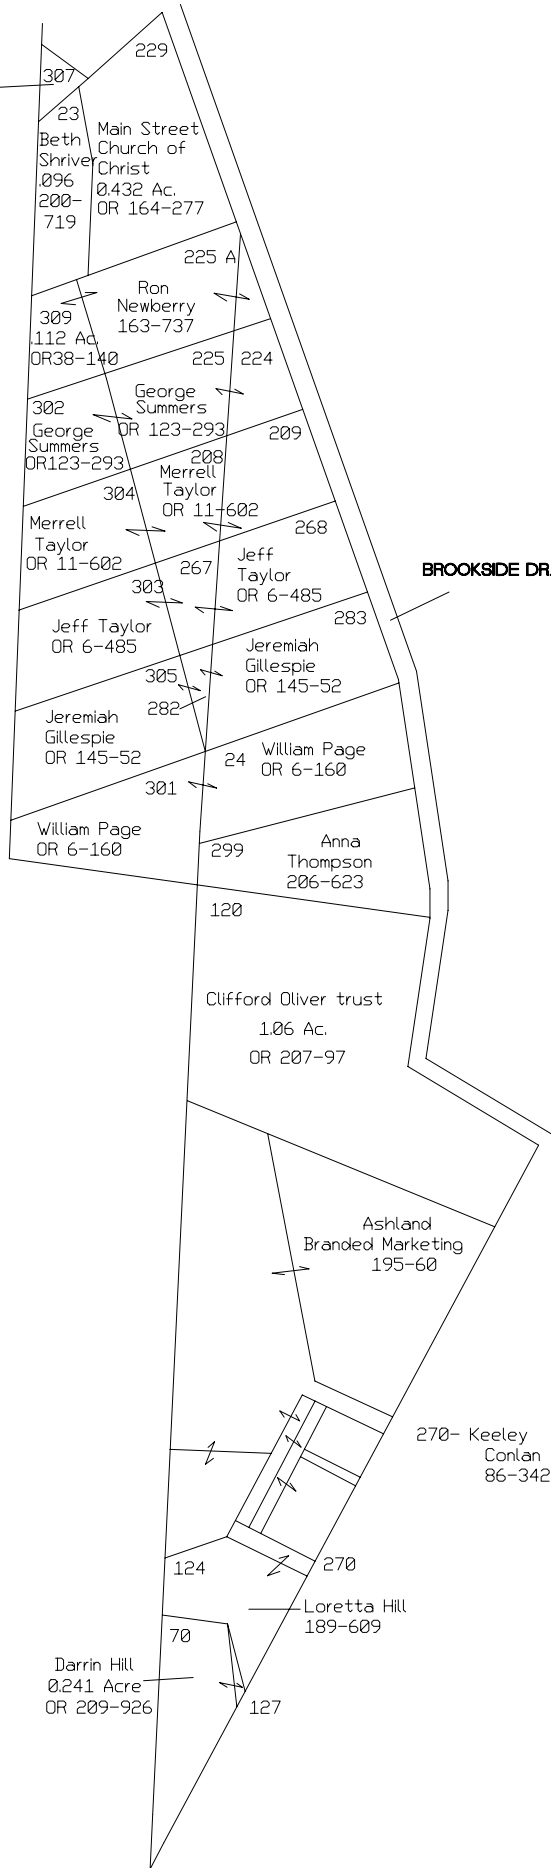 229
307
23
Beth
Shriver
.096
200-
719
Main Street
Church of
Christ
0.432 Ac.
OR 164-277
225 A
Ron
Newberry
163-737
309
.112 Ac.
OR38-140
225
224
George
Summers
OR 123-293
302
George
Summers
OR123-293
209
208
Merrell
Taylor
OR 11-602
304
Merrell
Taylor
OR 11-602
268
267
Jeff
Taylor
OR 6-485
BROOKSIDE DR.
303
Jeff Taylor
OR 6-485
283
Jeremiah
Gillespie
OR 145-52
305
282
Jeremiah
Gillespie
OR 145-52
24
William Page
OR 6-160
301
William Page
OR 6-160
299
Anna
Thompson
206-623
120
Clifford Oliver trust
1.06 Ac.
OR 207-97
Ashland
Branded Marketing
195-60
270- Keeley
Conlan
86-342
124
270
Loretta Hill
189-609
70
Darrin Hill
0.241 Acre
OR 209-926
127